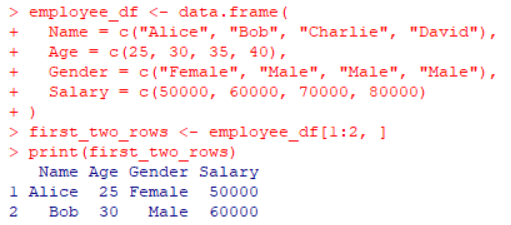 > employee_df <- data.frame(
+   Name = c("Alice", "Bob", "Charlie", "David"),
+   Age = c(25, 30, 35, 40),
+   Gender = c("Female", "Male", "Male", "Male"),
+   Salary = c(50000, 60000, 70000, 80000)
+ )
> first_two_rows <- employee_df[1:2, ]
> print(first_two_rows)
   Name Age Gender Salary
1 Alice  25 Female  50000
2   Bob  30   Male  60000